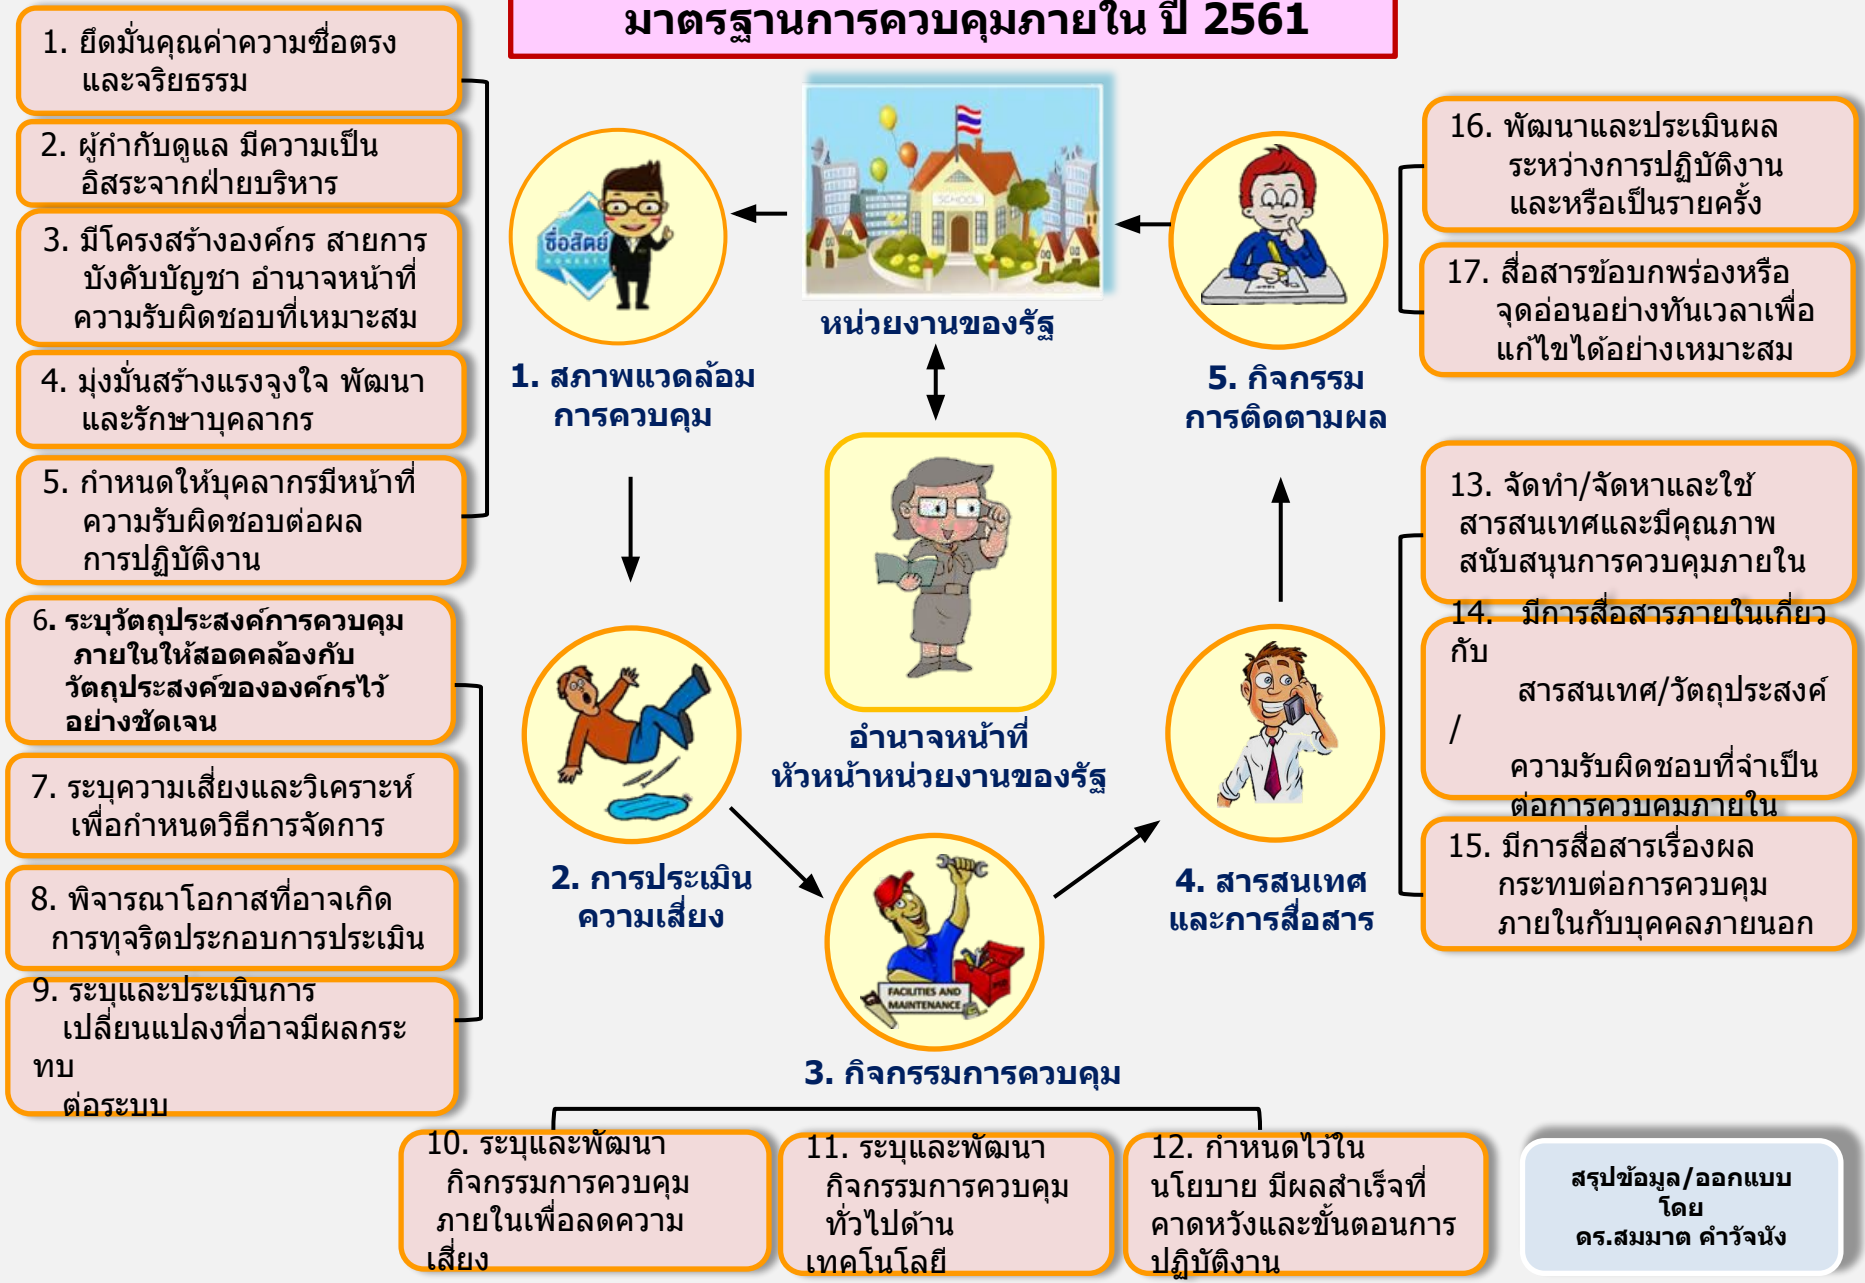 มาตรฐานการควบคุมภายใน ปี 2561
1. ยึดมั่นคุณค่าความซื่อตรง
และจริยธรรม
2. ผู้กำกับดูแล มีความเป็น
อิสระจากฝ่ายบริหาร
3. มีโครงสร้างองค์กร สายการ
บังคับบัญชา อำนาจหน้าที่
ความรับผิดชอบที่เหมาะสม
4. มุ่งมั่นสร้างแรงจูงใจ พัฒนา
และรักษาบุคลากร
5. กำหนดให้บุคลากรมีหน้าที่
ความรับผิดชอบต่อผล
การปฏิบัติงาน
6. ระบุวัตถุประสงค์การควบคุม
ภายในให้สอดคล้องกับ
วัตถุประสงค์ขององค์กรไว้
อย่างชัดเจน
7. ระบุความเสี่ยงและวิเคราะห์
เพื่อกำหนดวิธีการจัดการ
8. พิจารณาโอกาสที่อาจเกิด
การทุจริตประกอบการประเมิน
9. ระบุและประเมินการ
เปลี่ยนแปลงที่อาจมีผลกระ
ทบ
ต่อระบบ
ซื่อสัตย์
HONESTY
1. สภาพแวดล้อม
การควบคุม
SCHOOL
หน่วยงานของรัฐ
5. กิจกรรม
การติดตามผล
อำนาจหน้าที่
หัวหน้าหน่วยงานของรัฐ
2. การประเมิน
ความเสี่ยง
4. สารสนเทศ
และการสื่อสาร
FACILITIES AND
MAINTENANCE
3. กิจกรรมการควบคุม
10. ระบุและพัฒนา
กิจกรรมการควบคุม
ภายในเพื่อลดความ
เสี่ยง
11. ระบุและพัฒนา
กิจกรรมการควบคุม
ทั่วไปด้าน
เทคโนโลยี
12. กำหนดไว้ใน
นโยบาย มีผลสำเร็จที่
คาดหวังและขั้นตอนการ
ปฏิบัติงาน
16. พัฒนาและประเมินผล
ระหว่างการปฏิบัติงาน
และหรือเป็นรายครั้ง
17. สื่อสารข้อบกพร่องหรือ
จุดอ่อนอย่างทันเวลาเพื่อ
แก้ไขได้อย่างเหมาะสม
13. จัดทำ/จัดหาและใช้
สารสนเทศและมีคุณภาพ
สนับสนุนการควบคุมภายใน
14. มีการสื่อสารภายในเกี่ยว
กับ
สารสนเทศ/วัตถุประสงค์
/
ความรับผิดชอบที่จำเป็น
ต่อการควบคุมภายใน
15. มีการสื่อสารเรื่องผล
กระทบต่อการควบคุม
ภายในกับบุคคลภายนอก
สรุปข้อมูล/ออกแบบ
โดย
ดร.สมมาต คำวัจนัง